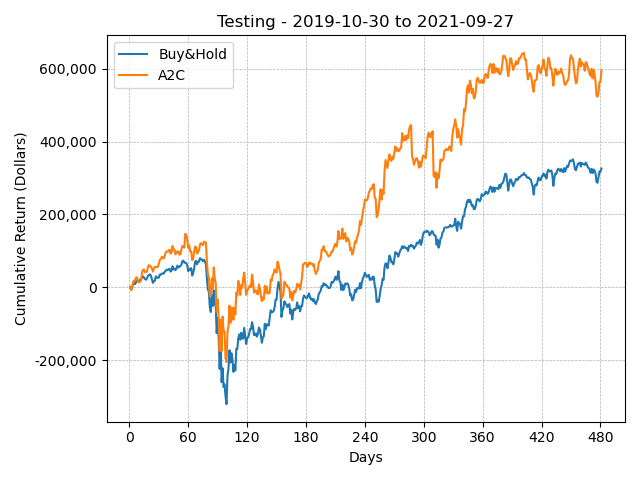 Testing - 2019-10-30 to 2021-09-27
Buy&Hold
A2C
Cumulative Return (Dollars)
600,000
400,000
200,000
0
-200,000
0 60 120 180 240 300 360 420 480
Days